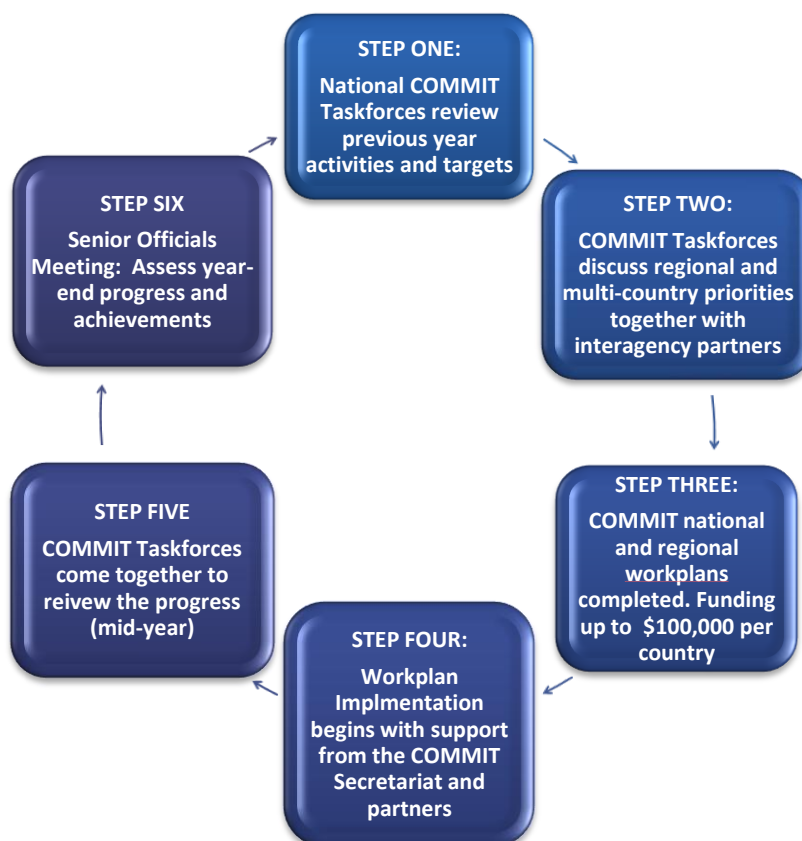 STEP ONE:
National COMMIT
Taskforces review
previous year
activities and targets
STEP TWO:
COMMIT Taskforces
discuss regional and
multi-country priorities
together with
interagency partners
STEP THREE:
COMMIT national
and regional
workplans
completed. Funding
up to $100,000 per
country
STEP FOUR:
Workplan
Implmentation
begins with support
from the COMMIT
Secretariat and
partners
STEP FIVE
COMMIT Taskforces
come together to
reivew the progress
(mid-year)
STEP SIX
Senior Officials
Meeting: Assess year-
end progress and
achievements